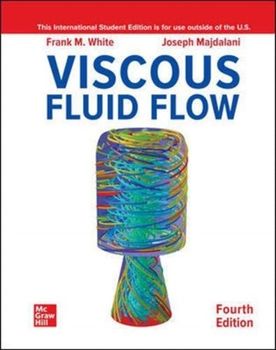 This International Student Edition is for use outside of the U.S.
Frank M. White Joseph Majdalani
VISCOUS
FLUID FLOW
Mc
Graw
Hill
Fourth
Edition